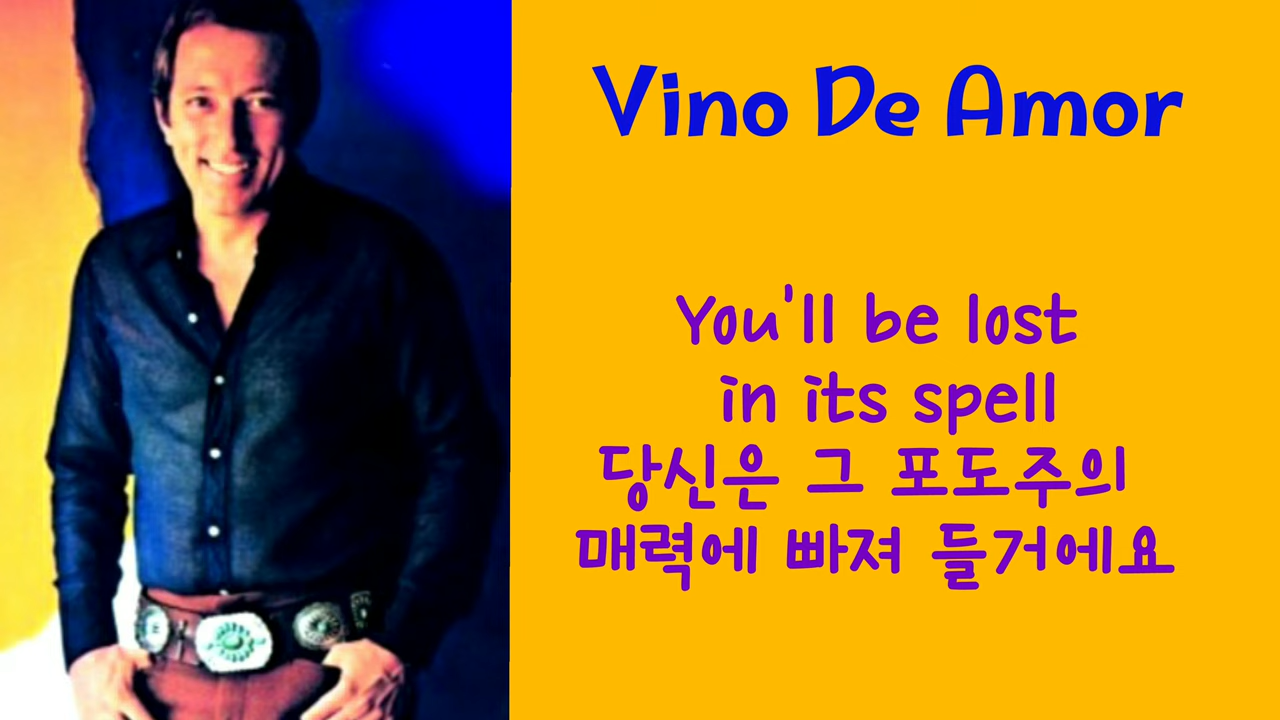 Vino De Amor
You'll be lost
in its spell
당신은 그 포도주의
매력에 빠져 들거에요